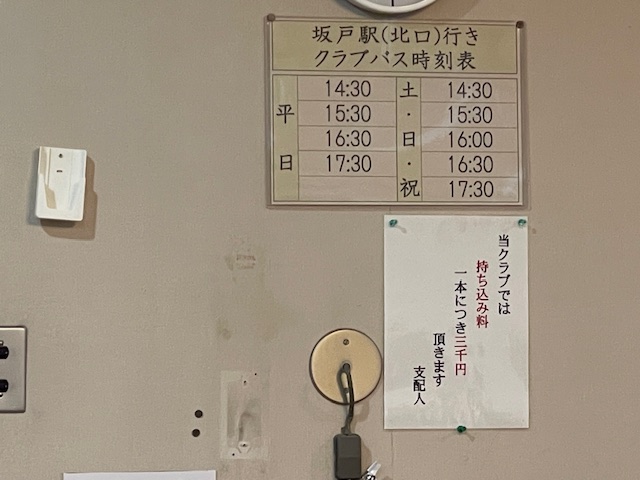 坂戸駅(北口)行き
クラブバス時刻表
平日
14:30
15:30
16:30
17:30
土・日・祝
14:30
15:30
16:00
16:30
17:30
当クラブでは
持ち込み料
一本につき三千円
頂きます
支配人